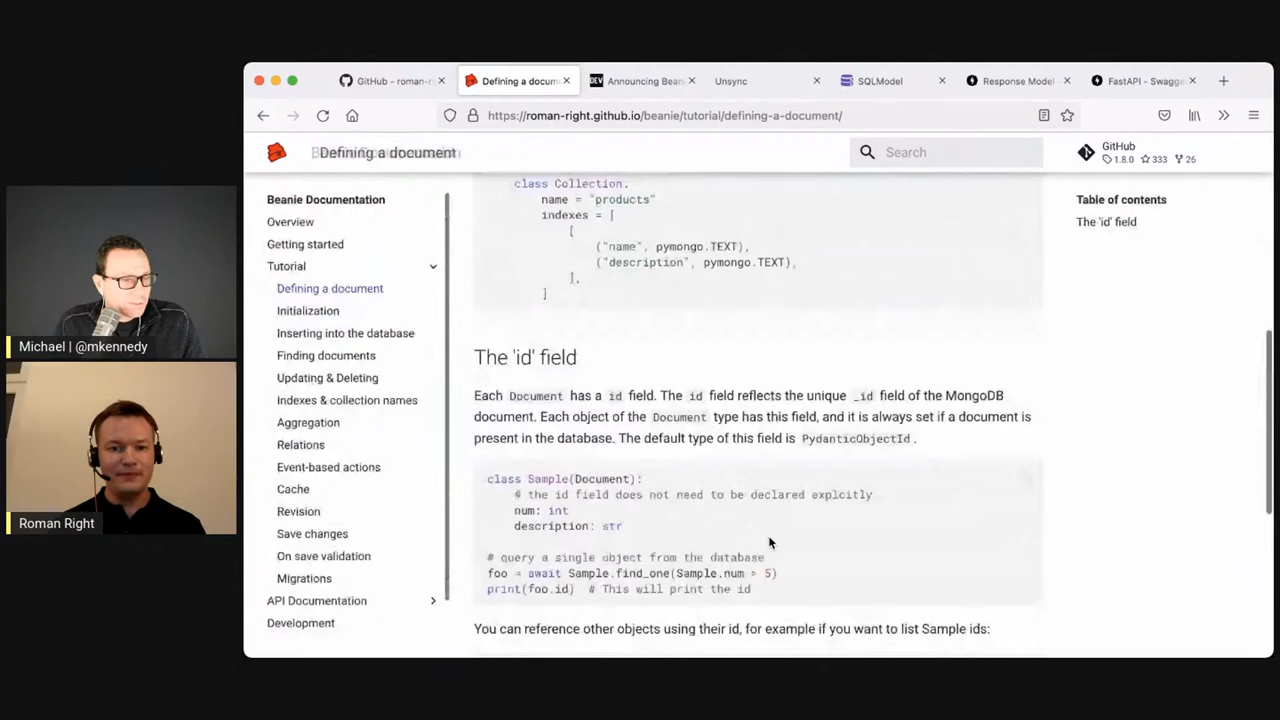 GitHub - roman-ri
Defining a docum
DEV
Announcing Bean
Unsync
SQLModel
Response Model -
FastAPI - Swagge
https://roman-right.github.io/beanie/tutorial/defining-a-document/
Defining a document
Search
GitHub
1.8.0 333 26
Beanie Documentation
Overview
Getting started
Tutorial
Defining a document
Initialization
Inserting into the database
Finding documents
Updating & Deleting
Indexes & collection names
Aggregation
Relations
Event-based actions
Cache
Revision
Save changes
On save validation
Migrations
API Documentation
Development
class Collection:
name = "products"
indexes = [
[
("name", pymongo.TEXT),
("description", pymongo.TEXT),
],
]
The 'id' field
Each Document has a id field. The id field reflects the unique _id field of the MongoDB
document. Each object of the Document type has this field, and it is always set if a document is
present in the database. The default type of this field is PydanticObjectId.
class Sample(Document):
# the id field does not need to be declared explcitly
num: int
description: str
# query a single object from the database
foo = await Sample.find_one(Sample.num > 5)
print(foo.id) # This will print the id
You can reference other objects using their id, for example if you want to list Sample ids:
Table of contents
The 'id' field
Michael | @mkennedy
Roman Right